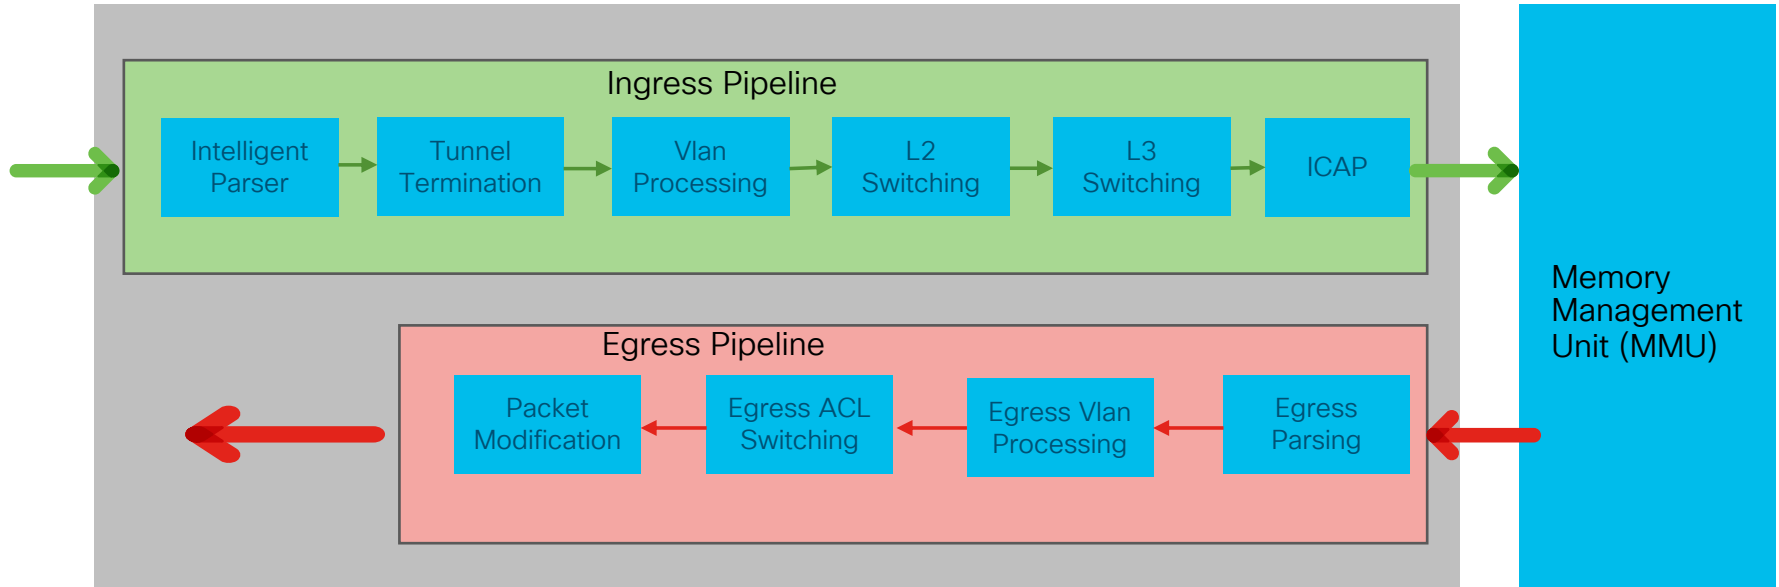 Ingress Pipeline
Intelligent
Parser
Tunnel
Termination
Vlan
Processing
L2
Switching
L3
Switching
ICAP
Memory
Management
Unit (MMU)
Egress Pipeline
Packet
Modification
Egress ACL
Switching
Egress Vlan
Processing
Egress
Parsing